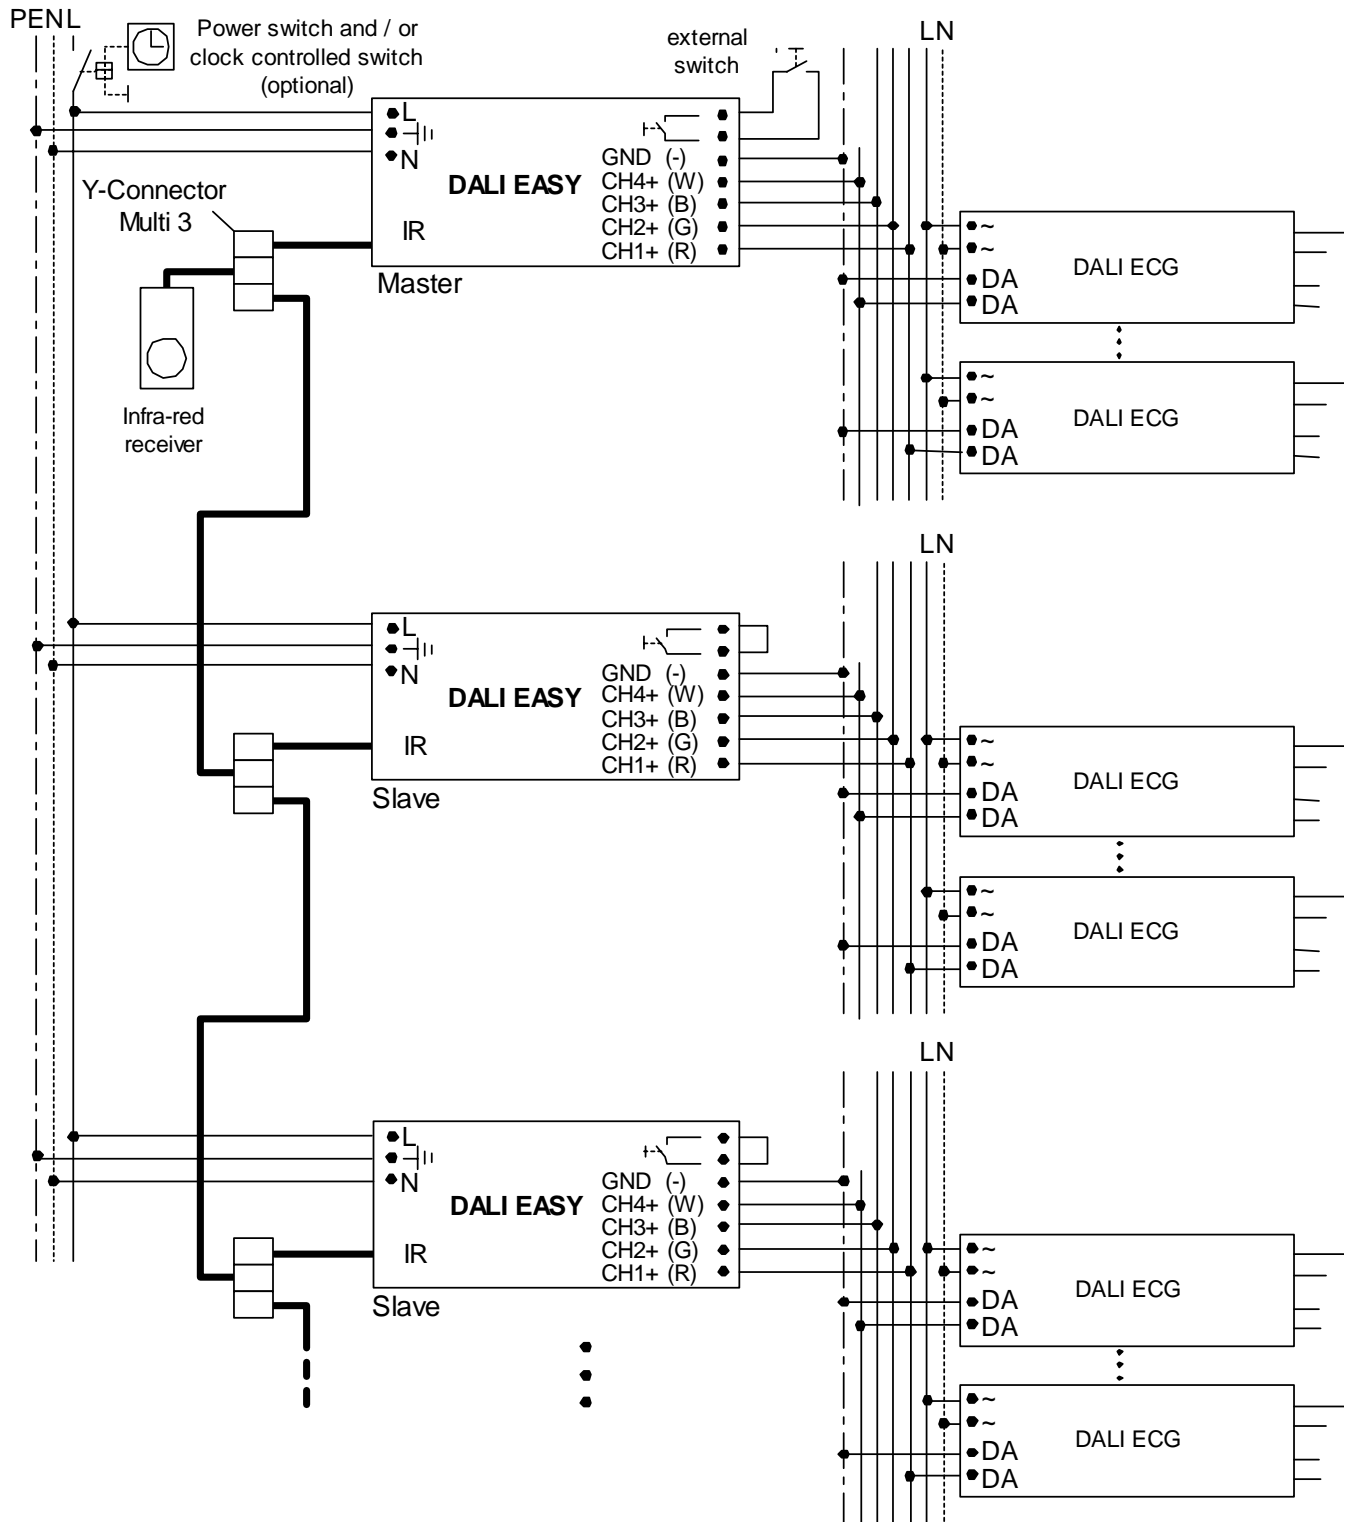 PENL
Power switch and / or
clock controlled switch
(optional)
external
switch
LN
L
N
DALI EASY
IR
GND (-)
CH4+ (W)
CH3+ (B)
CH2+ (G)
CH1+ (R)
Master
Y-Connector
Multi 3
Infra-red
receiver
~
~
DA
DA
DALI ECG
~
~
DA
DA
DALI ECG
LN
L
N
DALI EASY
IR
GND (-)
CH4+ (W)
CH3+ (B)
CH2+ (G)
CH1+ (R)
Slave
~
~
DA
DA
DALI ECG
~
~
DA
DA
DALI ECG
LN
L
N
DALI EASY
IR
GND (-)
CH4+ (W)
CH3+ (B)
CH2+ (G)
CH1+ (R)
Slave
~
~
DA
DA
DALI ECG
~
~
DA
DA
DALI ECG